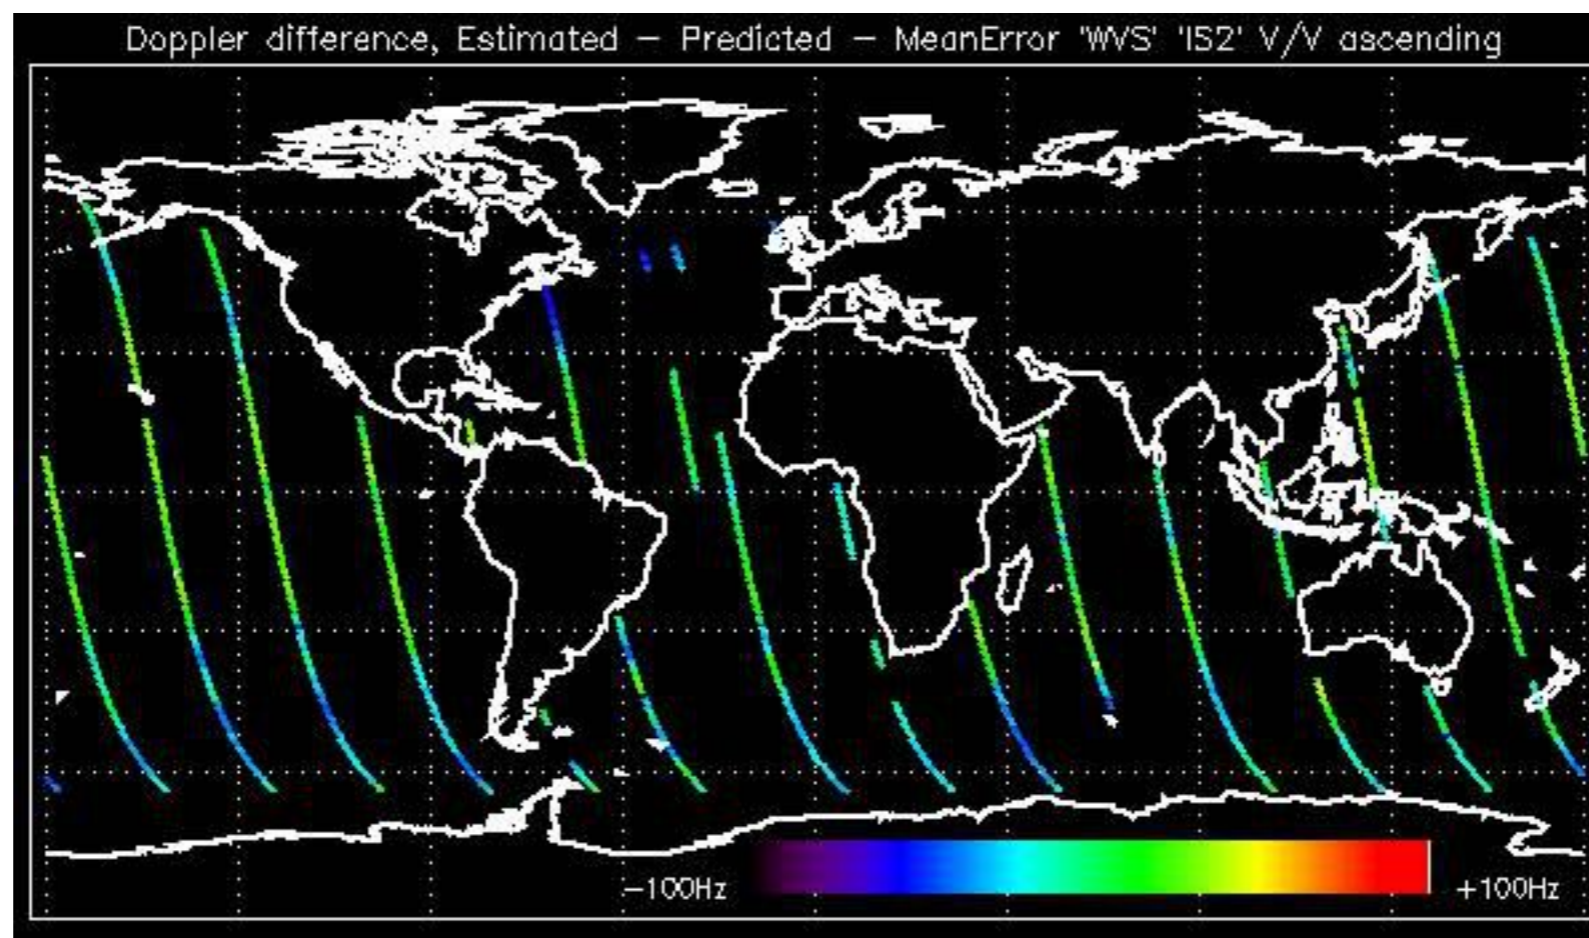 Doppler difference, Estimated – Predicted – MeanError 'WVS' 'IS2' V/V ascending
−100Hz
+100Hz